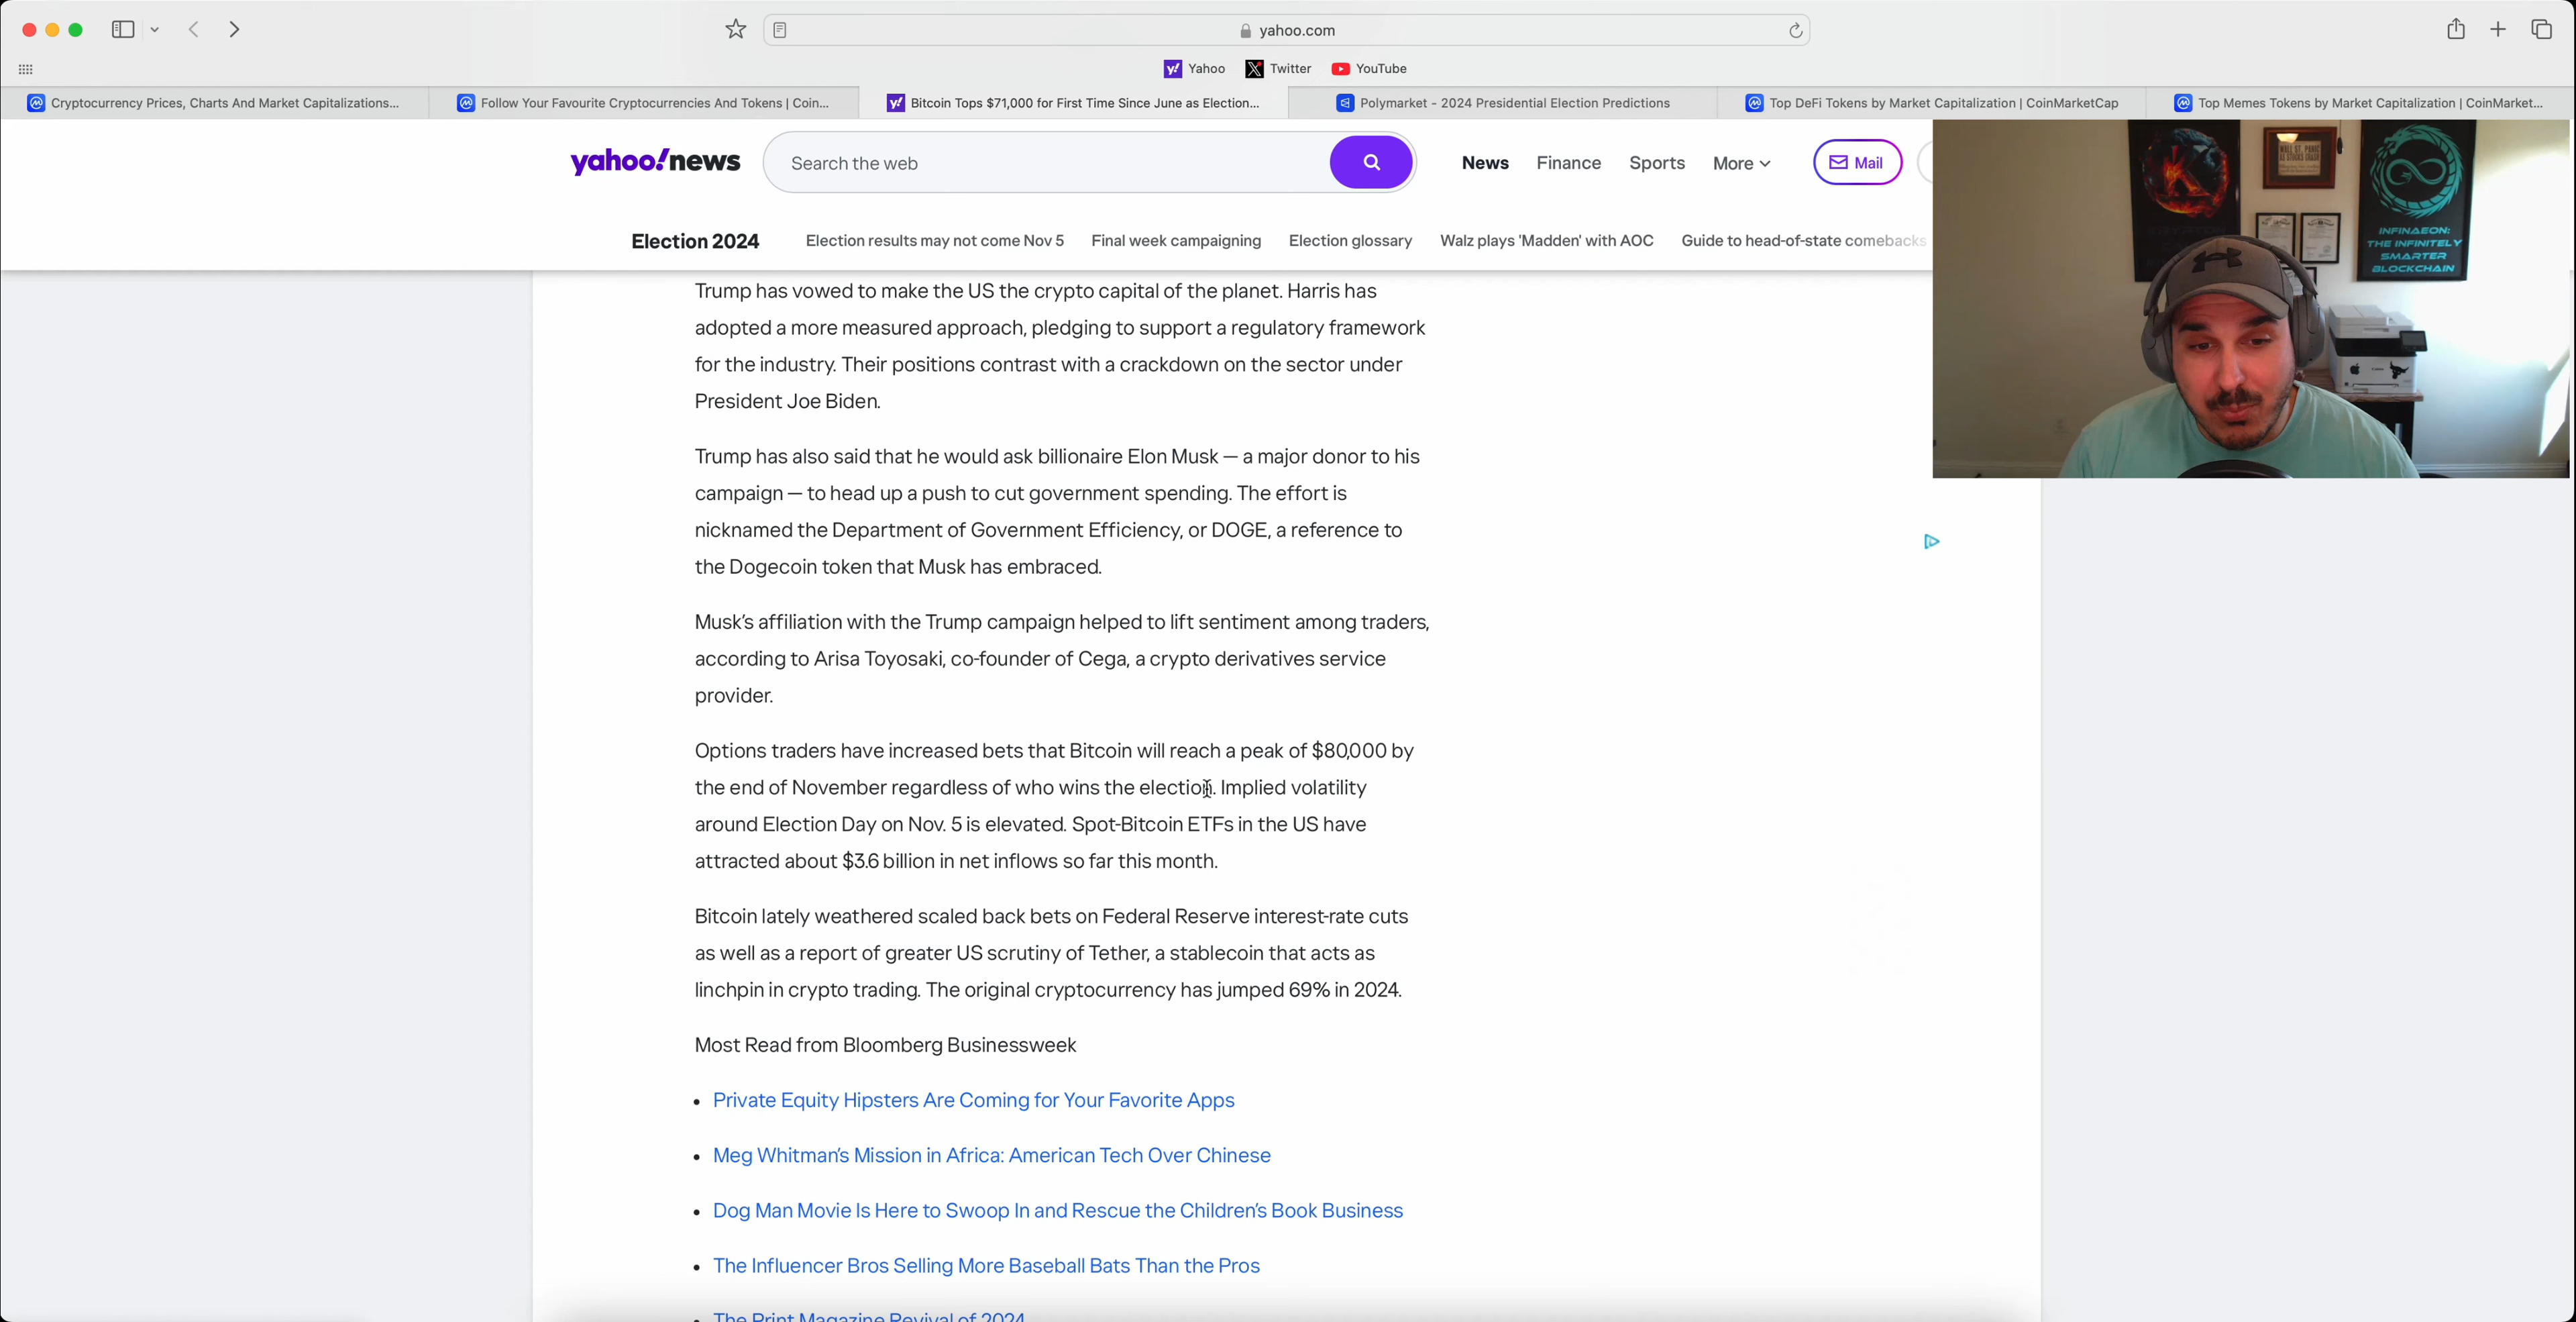 yahoo.com
Yahoo
Twitter
YouTube
Cryptocurrency Prices, Charts And Market Capitalizations...
Follow Your Favourite Cryptocurrencies And Tokens | Coin...
Bitcoin Tops $71,000 for First Time Since June as Election...
Polymarket - 2024 Presidential Election Predictions
Top DeFi Tokens by Market Capitalization | CoinMarketCap
Top Memes Tokens by Market Capitalization | CoinMarket...
yahoo!news
Search the web
News
Finance
Sports
More
Mail
Election 2024
Election results may not come Nov 5
Final week campaigning
Election glossary
Walz plays 'Madden' with AOC
Guide to head-of-state comebacks
INFINAEON:
THE INFINITELY
SMARTER
BLOCKCHAIN
Trump has vowed to make the US the crypto capital of the planet. Harris has
adopted a more measured approach, pledging to support a regulatory framework
for the industry. Their positions contrast with a crackdown on the sector under
President Joe Biden.
Trump has also said that he would ask billionaire Elon Musk — a major donor to his
campaign — to head up a push to cut government spending. The effort is
nicknamed the Department of Government Efficiency, or DOGE, a reference to
the Dogecoin token that Musk has embraced.
Musk's affiliation with the Trump campaign helped to lift sentiment among traders,
according to Arisa Toyosaki, co-founder of Cega, a crypto derivatives service
provider.
Options traders have increased bets that Bitcoin will reach a peak of $80,000 by
the end of November regardless of who wins the election. Implied volatility
around Election Day on Nov. 5 is elevated. Spot-Bitcoin ETFs in the US have
attracted about $3.6 billion in net inflows so far this month.
Bitcoin lately weathered scaled back bets on Federal Reserve interest-rate cuts
as well as a report of greater US scrutiny of Tether, a stablecoin that acts as
linchpin in crypto trading. The original cryptocurrency has jumped 69% in 2024.
Most Read from Bloomberg Businessweek
• Private Equity Hipsters Are Coming for Your Favorite Apps
• Meg Whitman's Mission in Africa: American Tech Over Chinese
• Dog Man Movie Is Here to Swoop In and Rescue the Children's Book Business
• The Influencer Bros Selling More Baseball Bats Than the Pros
• The Print Magazine Revival of 2024